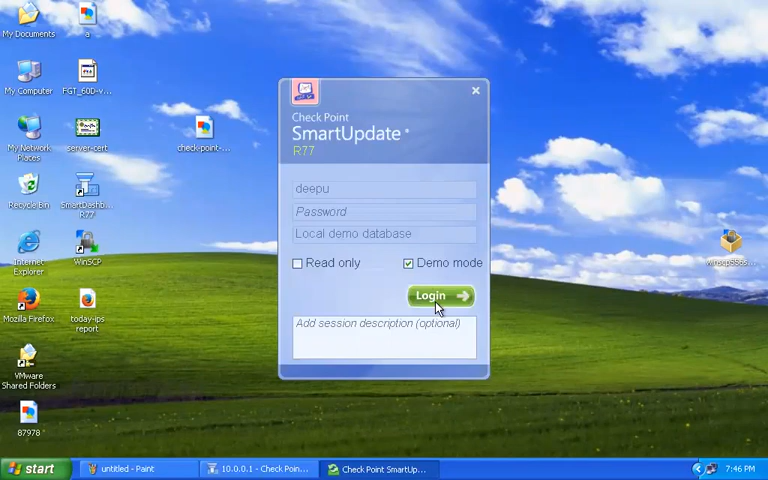 My Documents
a
My Computer
FGT_60D-v...
My Network
Places
server-cert
check-point-...
Recycle Bin
SmartDashb...
R77
Internet
Explorer
WinSCP
Mozilla Firefox
today-ips
report
VMware
Shared Folders
87978
Check Point
SmartUpdate
R77
deepu
Password
Local demo database
Read only
Demo mode
Login
Add session description (optional)
start
untitled - Paint
10.0.0.1 - Check Poin...
Check Point SmartUp...
7:46 PM